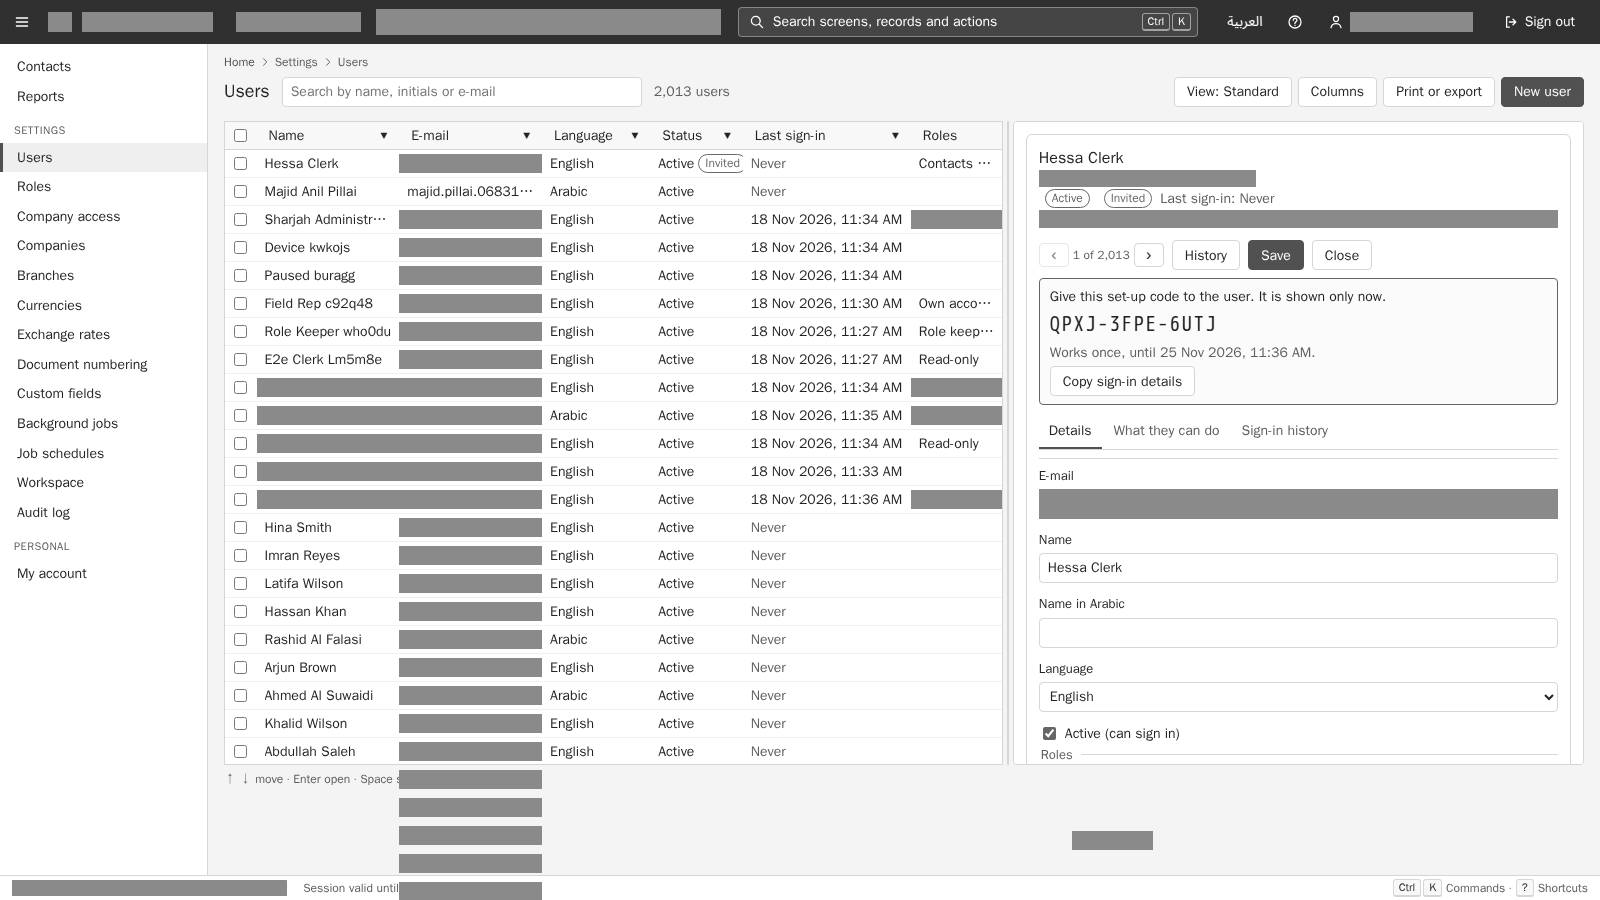 Search screens, records and actions Ctrl K
العربية
Sign out
Contacts
Reports
SETTINGS
Users
Roles
Company access
Companies
Branches
Currencies
Exchange rates
Document numbering
Custom fields
Background jobs
Job schedules
Workspace
Audit log
PERSONAL
My account
Home > Settings > Users
Users Search by name, initials or e-mail 2,013 users View: Standard Columns Print or export New user
Name E-mail Language Status Last sign-in Roles
Hessa Clerk English Active Invited Never Contacts ···
Majid Anil Pillai majid.pillai.06831··· Arabic Active Never
Sharjah Administr··· English Active 18 Nov 2026, 11:34 AM
Device kwkojs English Active 18 Nov 2026, 11:34 AM
Paused buragg English Active 18 Nov 2026, 11:34 AM
Field Rep c92q48 English Active 18 Nov 2026, 11:30 AM Own acco···
Role Keeper who0du English Active 18 Nov 2026, 11:27 AM Role keep···
E2e Clerk Lm5m8e English Active 18 Nov 2026, 11:27 AM Read-only
English Active 18 Nov 2026, 11:34 AM
Arabic Active 18 Nov 2026, 11:35 AM
English Active 18 Nov 2026, 11:34 AM Read-only
English Active 18 Nov 2026, 11:33 AM
English Active 18 Nov 2026, 11:36 AM
Hina Smith English Active Never
Imran Reyes English Active Never
Latifa Wilson English Active Never
Hassan Khan English Active Never
Rashid Al Falasi Arabic Active Never
Arjun Brown English Active Never
Ahmed Al Suwaidi Arabic Active Never
Khalid Wilson English Active Never
Abdullah Saleh English Active Never
↑ ↓ move · Enter open · Space
Hessa Clerk
Active Invited Last sign-in: Never
‹ 1 of 2,013 › History Save Close
Give this set-up code to the user. It is shown only now.
QPXJ-3FPE-6UTJ
Works once, until 25 Nov 2026, 11:36 AM.
Copy sign-in details
Details What they can do Sign-in history
E-mail
Name
Hessa Clerk
Name in Arabic
Language
English
Active (can sign in)
Roles
Session valid until
Ctrl K Commands · ? Shortcuts